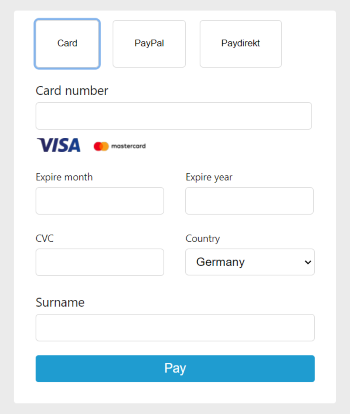 Card PayPal Paydirekt
Card number
VISA mastercard
Expire month Expire year
CVC Country
Germany
Surname
Pay